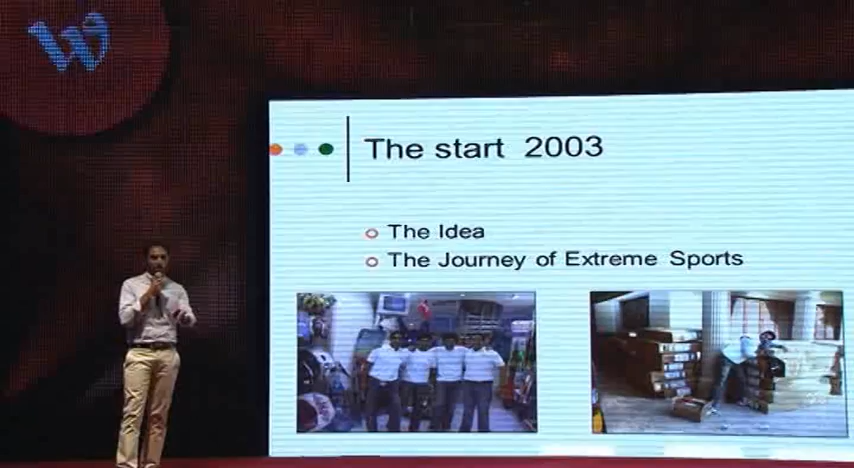 w
The start 2003
The Idea
The Journey of Extreme Sports